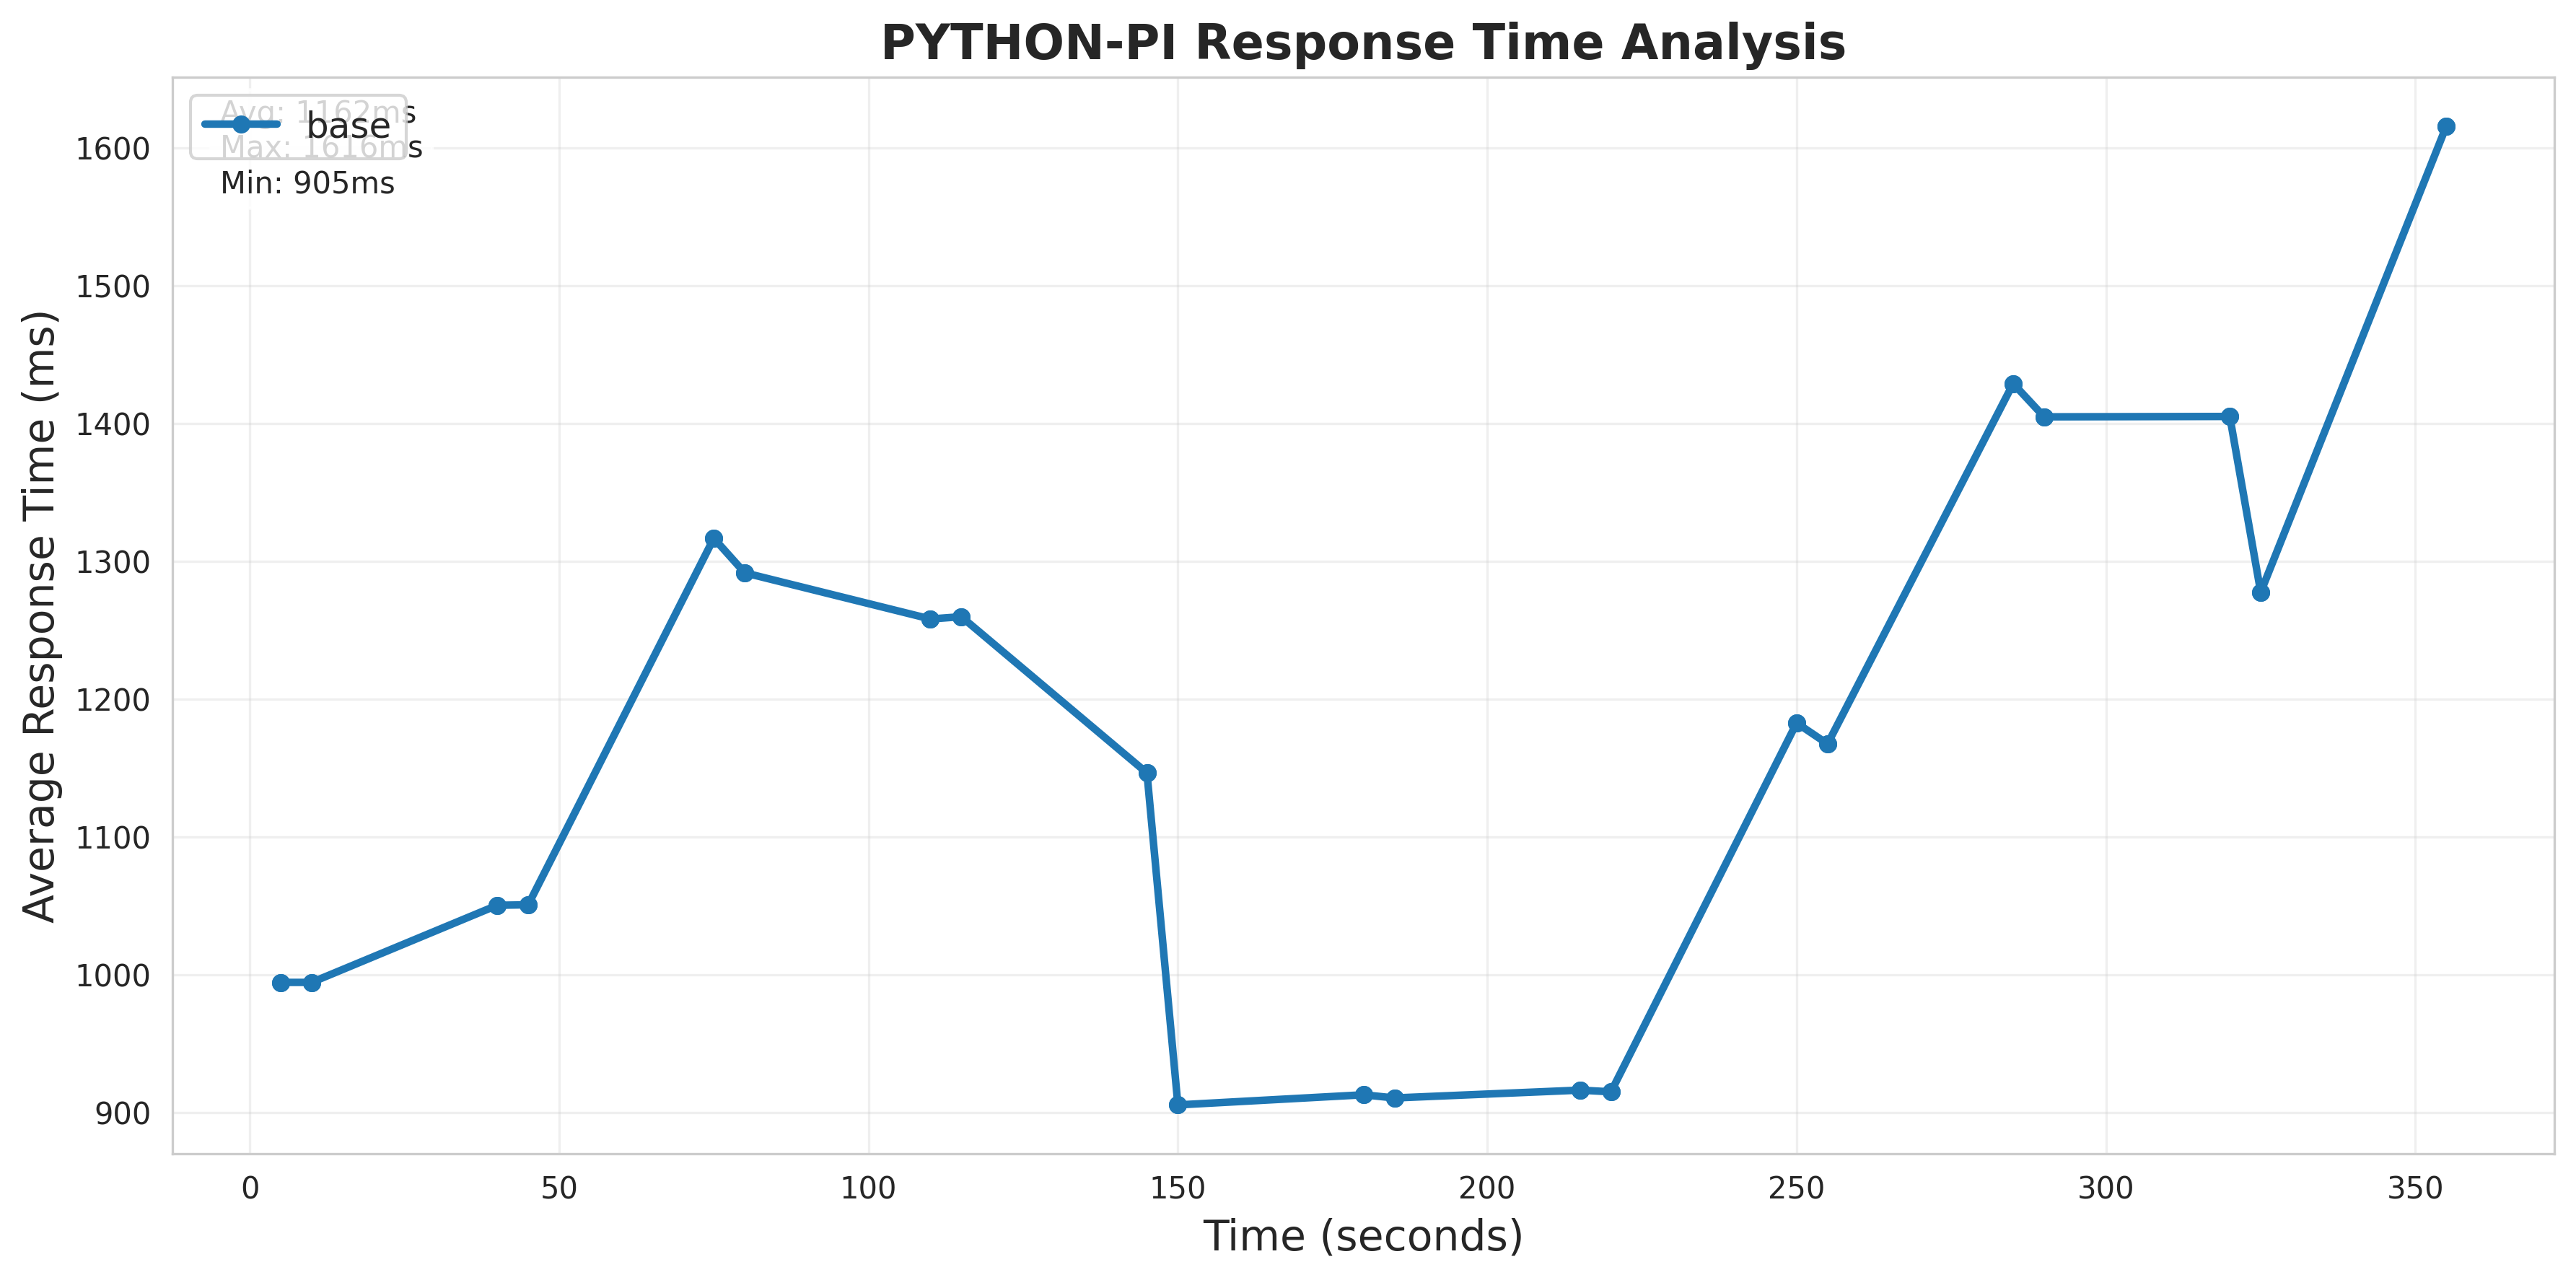 PYTHON-PI Response Time Analysis
Avg: 1162ms
base
Max: 1616ms
Min: 905ms
Average Response Time (ms)
1600
1500
1400
1300
1200
1100
1000
900
0 50 100 150 200 250 300 350
Time (seconds)